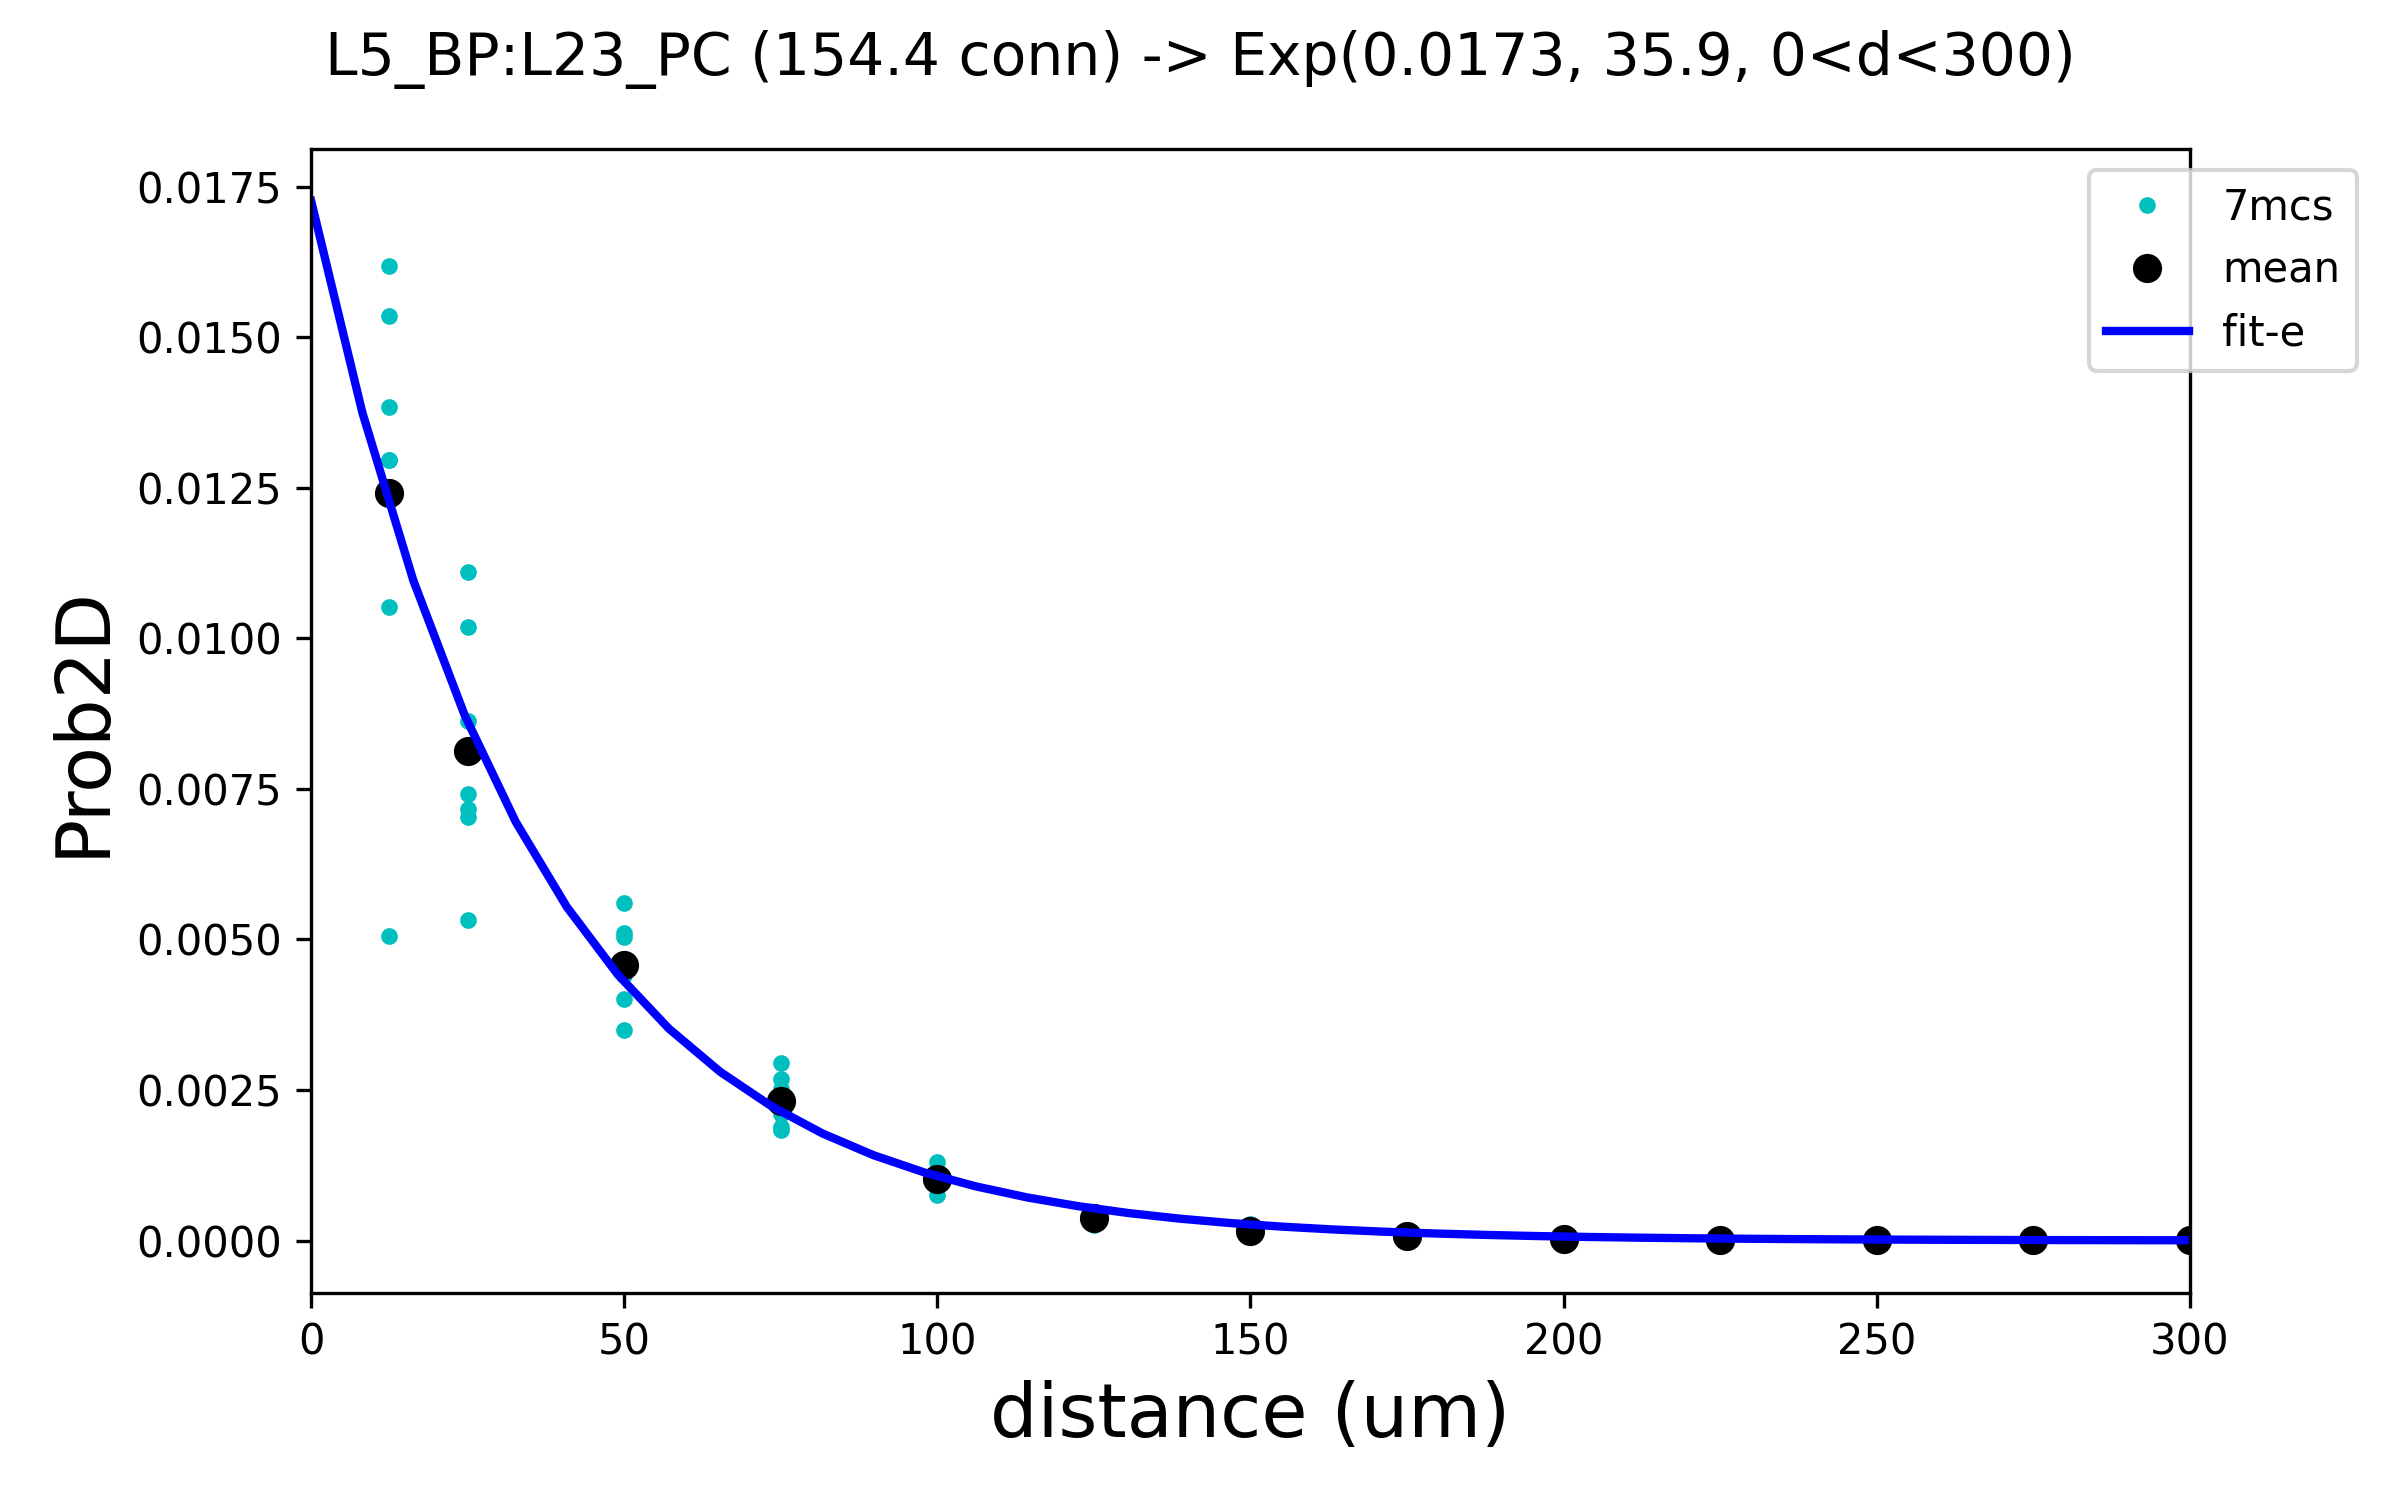 L5_BP:L23_PC (154.4 conn) -> Exp(0.0173, 35.9, 0<d<300)
7mcs
mean
fit-e
Prob2D
0.0175
0.0150
0.0125
0.0100
0.0075
0.0050
0.0025
0.0000
0 50 100 150 200 250 300
distance (um)